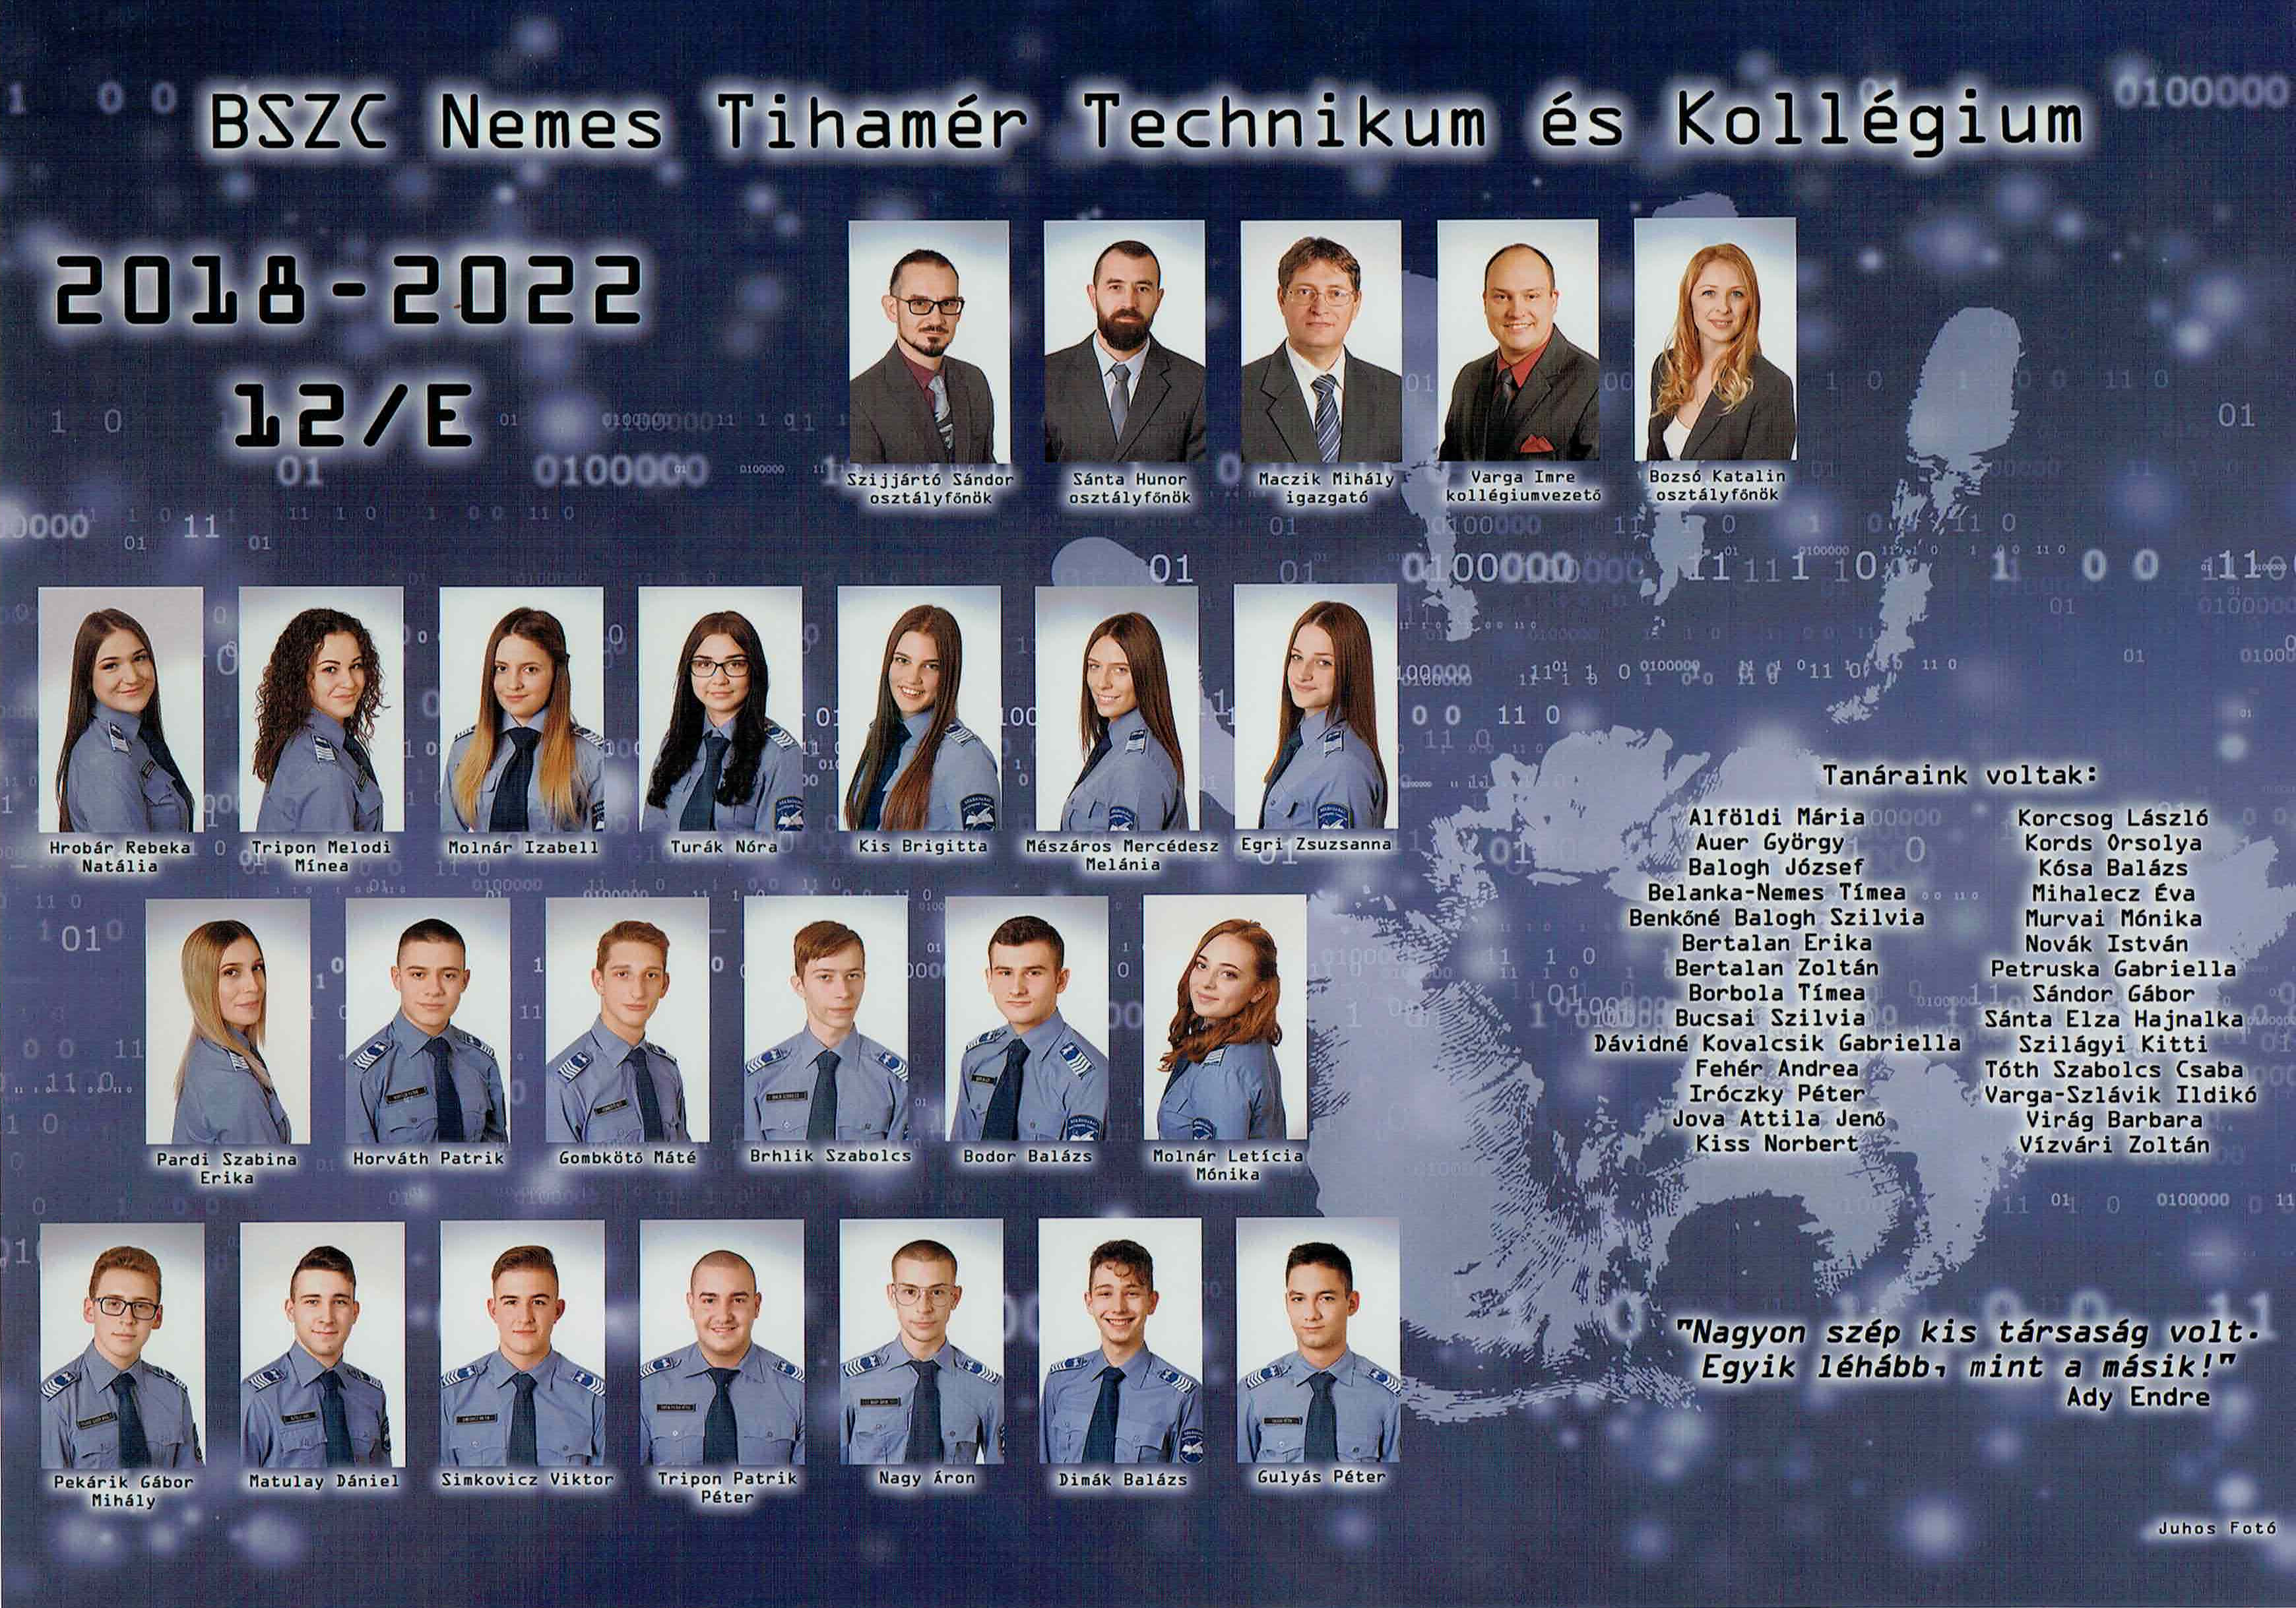 BSZC Nemes Tihamér Technikum és Kollégium
2018-2022
12/E
Szijjártó Sándor
osztályfőnök
Sánta Hunor
osztályfőnök
Maczik Mihály
igazgató
Varga Imre
kollégiumvezető
Bozsó Katalin
osztályfőnök
Hrobár Rebeka
Natália
Tripon Melodi
Mínea
Molnár Izabell
Turák Nóra
Kis Brigitta
Mészáros Mercédesz
Melánia
Egri Zsuzsanna
Pardi Szabina
Erika
Horváth Patrik
Gombkötő Máté
Brhlik Szabolcs
Bodor Balázs
Molnár Letícia
Mónika
Pekárik Gábor
Mihály
Matulay Dániel
Simkovicz Viktor
Tripon Patrik
Péter
Nagy Áron
Dimák Balázs
Gulyás Péter
Tanáraink voltak:
Alföldi Mária
Auer György
Balogh József
Belanka-Nemes Tímea
Benkőné Balogh Szilvia
Bertalan Erika
Bertalan Zoltán
Borbola Tímea
Bucsai Szilvia
Dávidné Kovalcsik Gabriella
Fehér Andrea
Iróczky Péter
Jova Attila Jenő
Kiss Norbert
Korcsog László
Kords Orsolya
Kósa Balázs
Mihalecz Éva
Murvai Mónika
Novák István
Petruska Gabriella
Sándor Gábor
Sánta Elza Hajnalka
Szilágyi Kitti
Tóth Szabolcs Csaba
Varga-Szlávik Ildikó
Virág Barbara
Vízvári Zoltán
"Nagyon szép kis társaság volt.
Egyik léhább, mint a másik!"
Ady Endre
Juhos Fotó